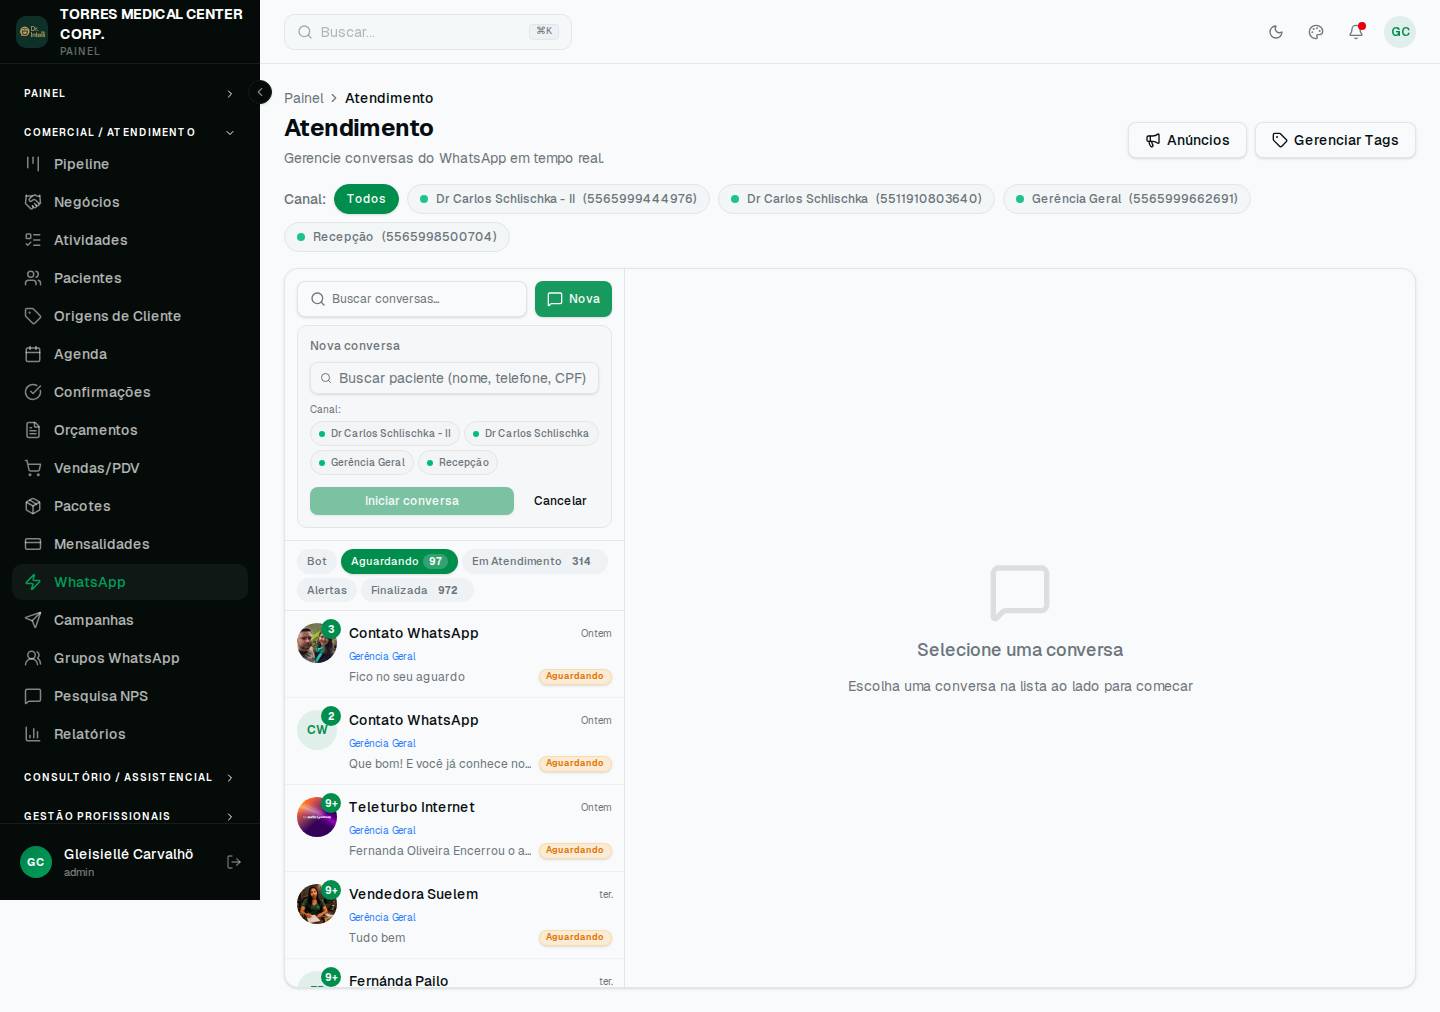 TORRES MEDICAL CENTER CORP.
PAINEL
Buscar...
⌘K
GC
PAINEL
COMERCIAL / ATENDIMENTO
Pipeline
Negócios
Atividades
Pacientes
Origens de Cliente
Agenda
Confirmações
Orçamentos
Vendas/PDV
Pacotes
Mensalidades
WhatsApp
Campanhas
Grupos WhatsApp
Pesquisa NPS
Relatórios
CONSULTÓRIO / ASSISTENCIAL
GESTÃO PROFISSIONAIS
GC
Gleisiellé Carvalhö
admin
Painel > Atendimento
Atendimento
Gerencie conversas do WhatsApp em tempo real.
Anúncios
Gerenciar Tags
Canal: Todos Dr Carlos Schlischka - II (5565999444976) Dr Carlos Schlischka (5511910803640) Gerência Geral (5565999662691)
Recepção (5565998500704)
Buscar conversas...
Nova
Nova conversa
Buscar paciente (nome, telefone, CPF)
Canal:
Dr Carlos Schlischka - II Dr Carlos Schlischka
Gerência Geral Recepção
Iniciar conversa Cancelar
Bot Aguardando 97 Em Atendimento 314
Alertas Finalizada 972
3 Contato WhatsApp Ontem
Gerência Geral
Fico no seu aguardo Aguardando
CW 2 Contato WhatsApp Ontem
Gerência Geral
Que bom! E você já conhece no... Aguardando
9+ Teleturbo Internet Ontem
Gerência Geral
Fernanda Oliveira Encerrou o a... Aguardando
9+ Vendedora Suelem ter.
Gerência Geral
Tudo bem Aguardando
9+ Fernánda Pailo ter.
Selecione uma conversa
Escolha uma conversa na lista ao lado para comecar